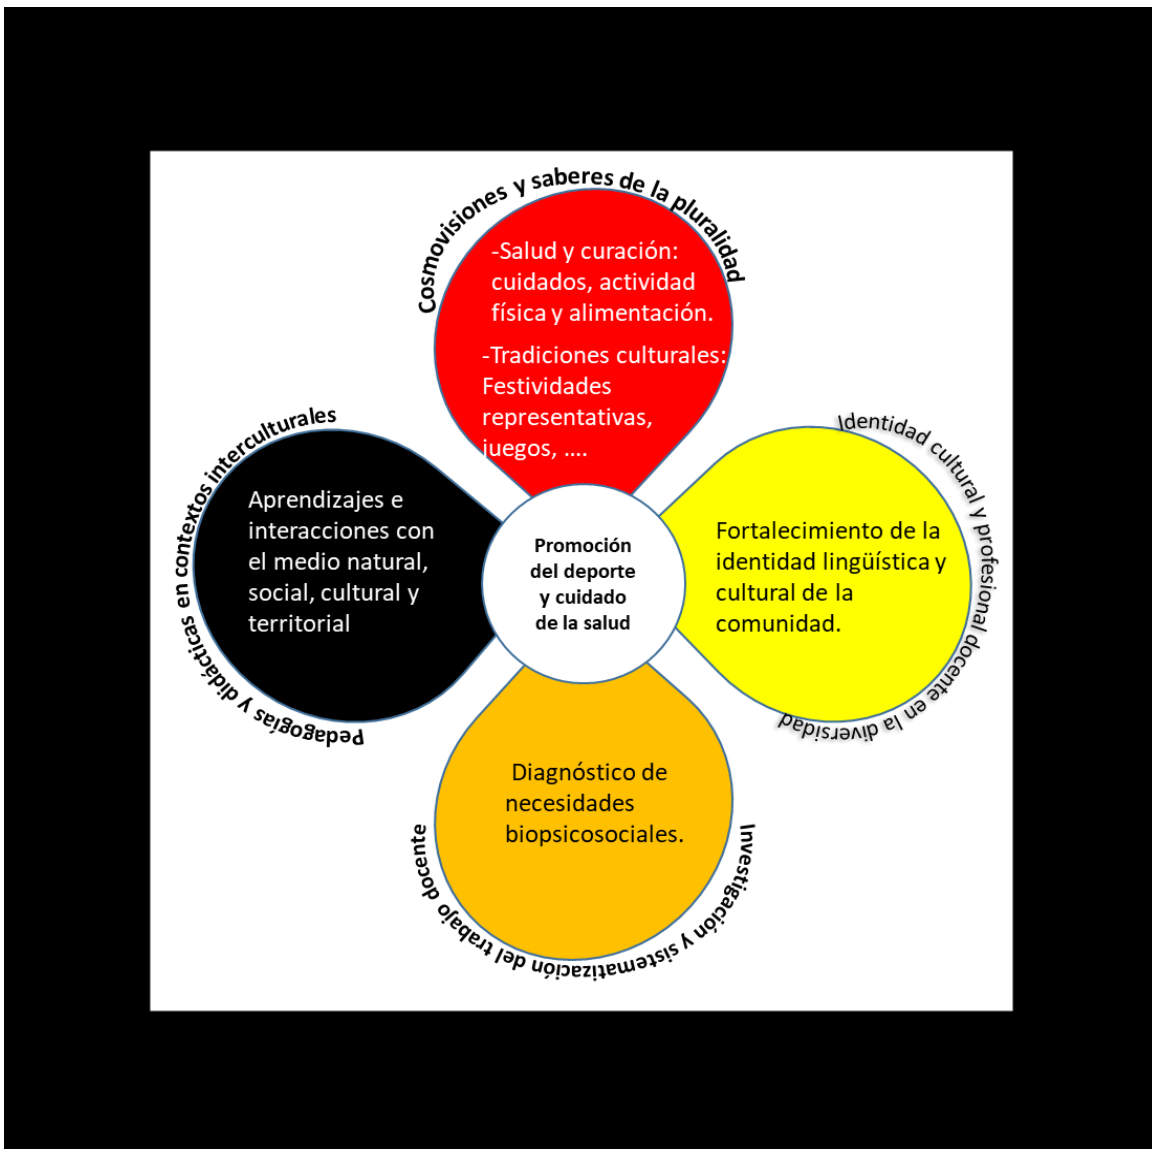 Cosmovisiones y saberes de la pluralidad
-Salud y curación:
cuidados, actividad
física y alimentación.
-Tradiciones culturales:
Festividades
representativas,
juegos, ....
Pedagogías y didácticas en contextos interculturales
Aprendizajes e
interacciones con
el medio natural,
social, cultural y
territorial
Promoción
del deporte
y cuidado
de la salud
Identidad cultural y profesional docente en la diversidad
Fortalecimiento de la
identidad lingüística y
cultural de la
comunidad.
Diagnóstico de
necesidades
biopsicosociales.
Investigación y sistematización del trabajo docente